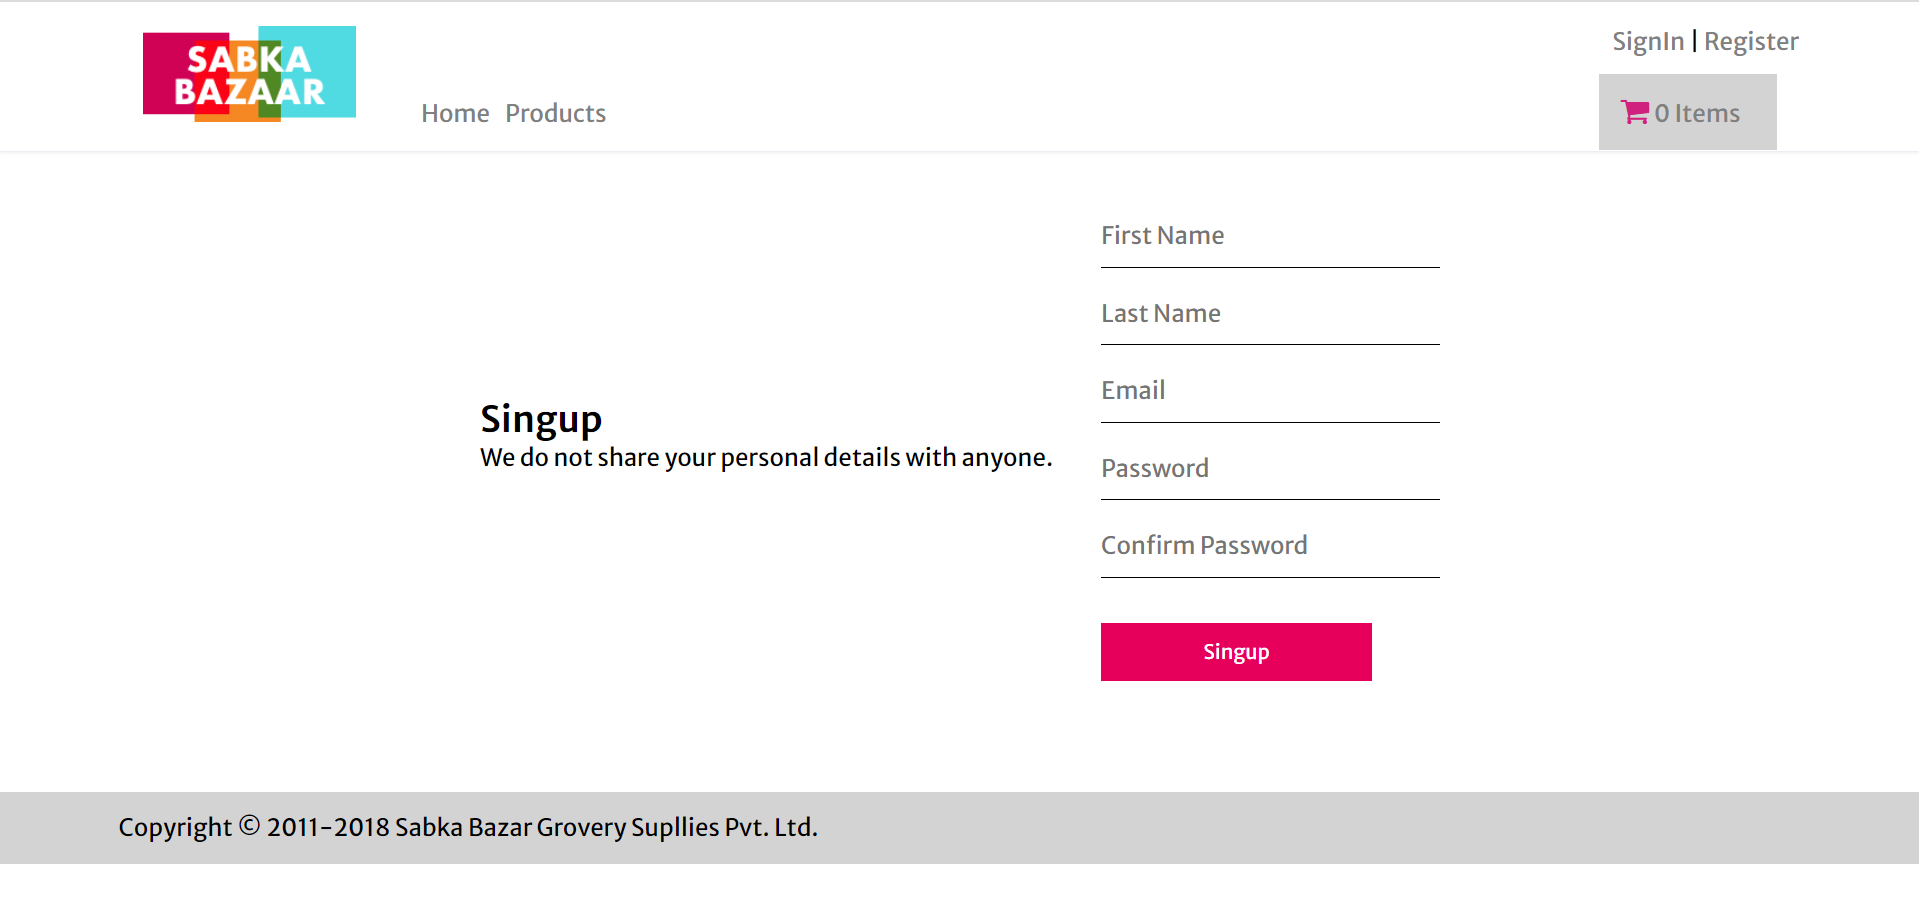 SABKA
BAZAAR
Home Products
SignIn | Register
0 Items
Singup
We do not share your personal details with anyone.
First Name
Last Name
Email
Password
Confirm Password
Singup
Copyright © 2011-2018 Sabka Bazar Grovery Supllies Pvt. Ltd.